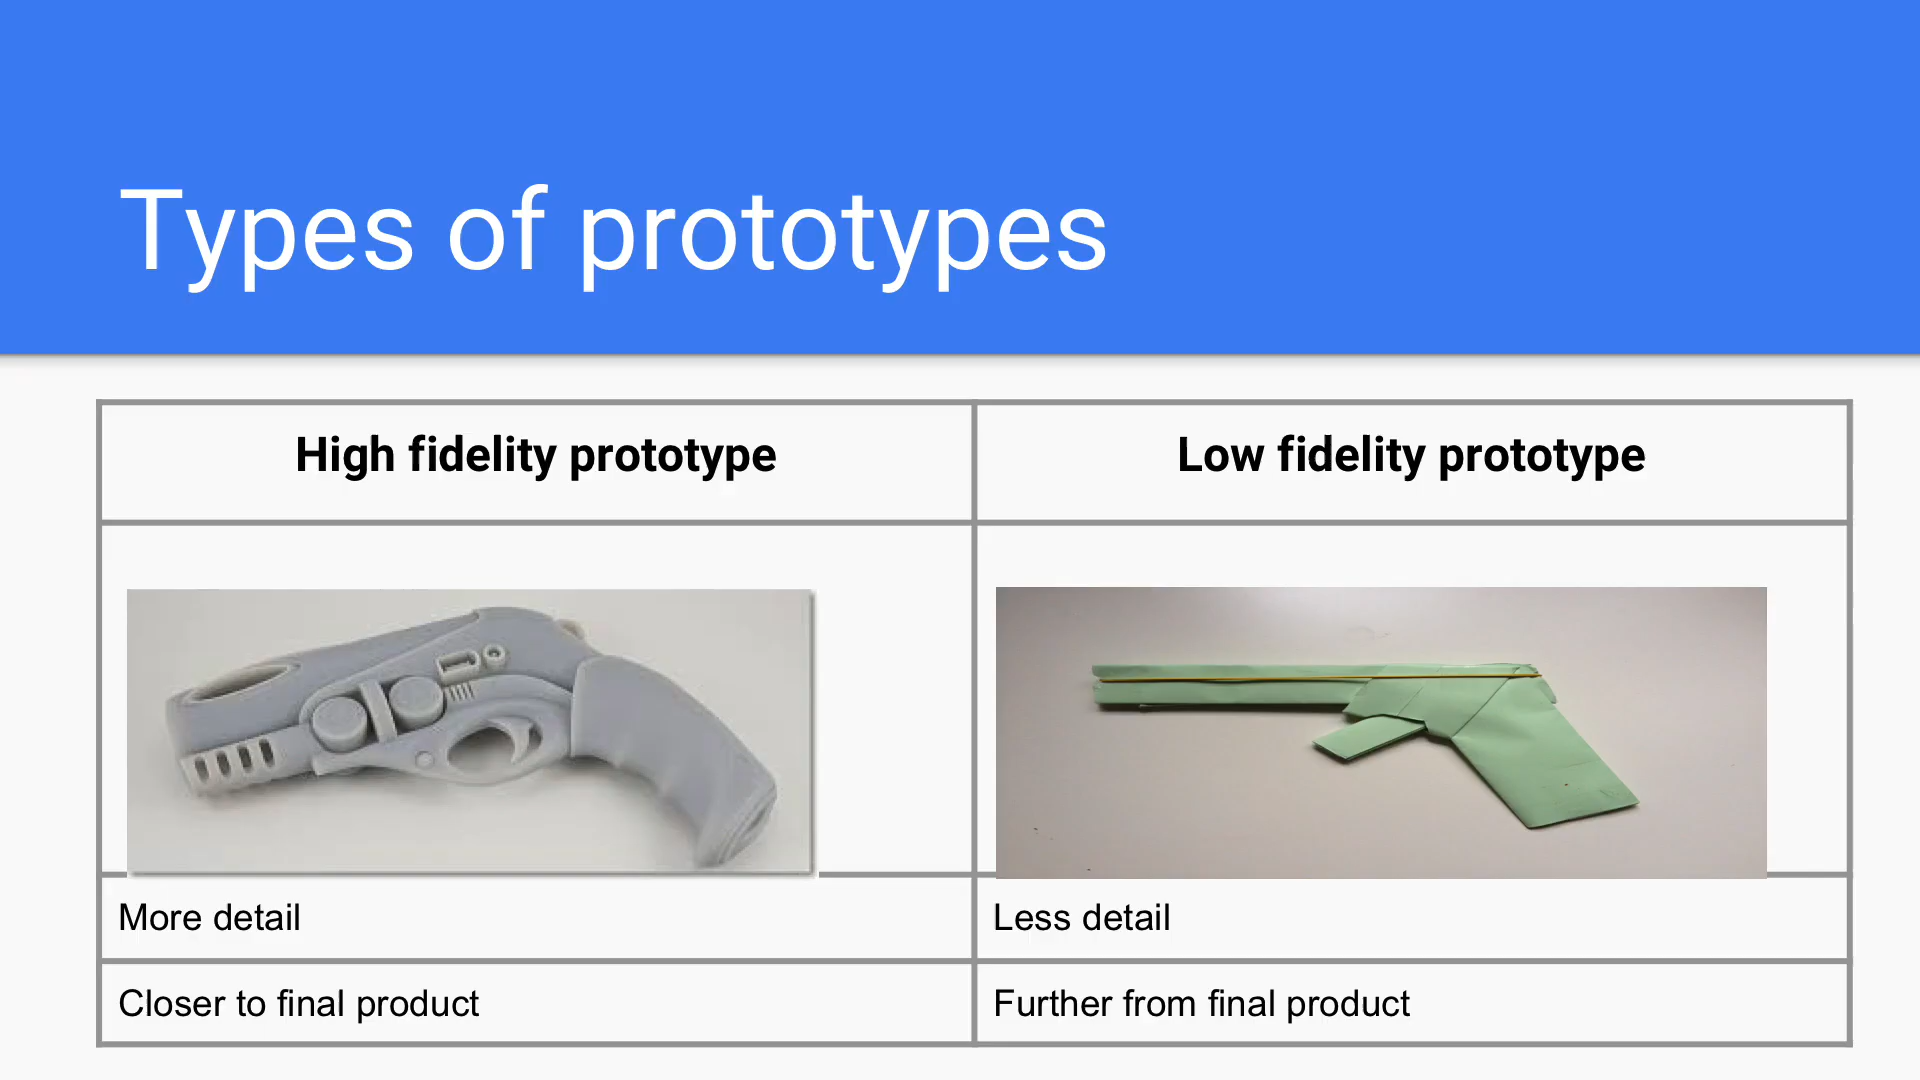 Types of prototypes
High fidelity prototype
Low fidelity prototype
More detail
Less detail
Closer to final product
Further from final product